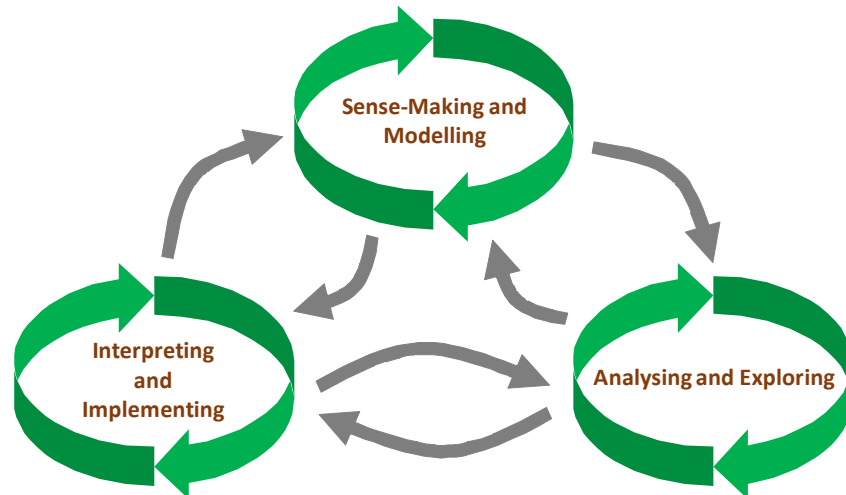 Sense-Making and
Modelling
Interpreting
and
Implementing
Analysing and Exploring